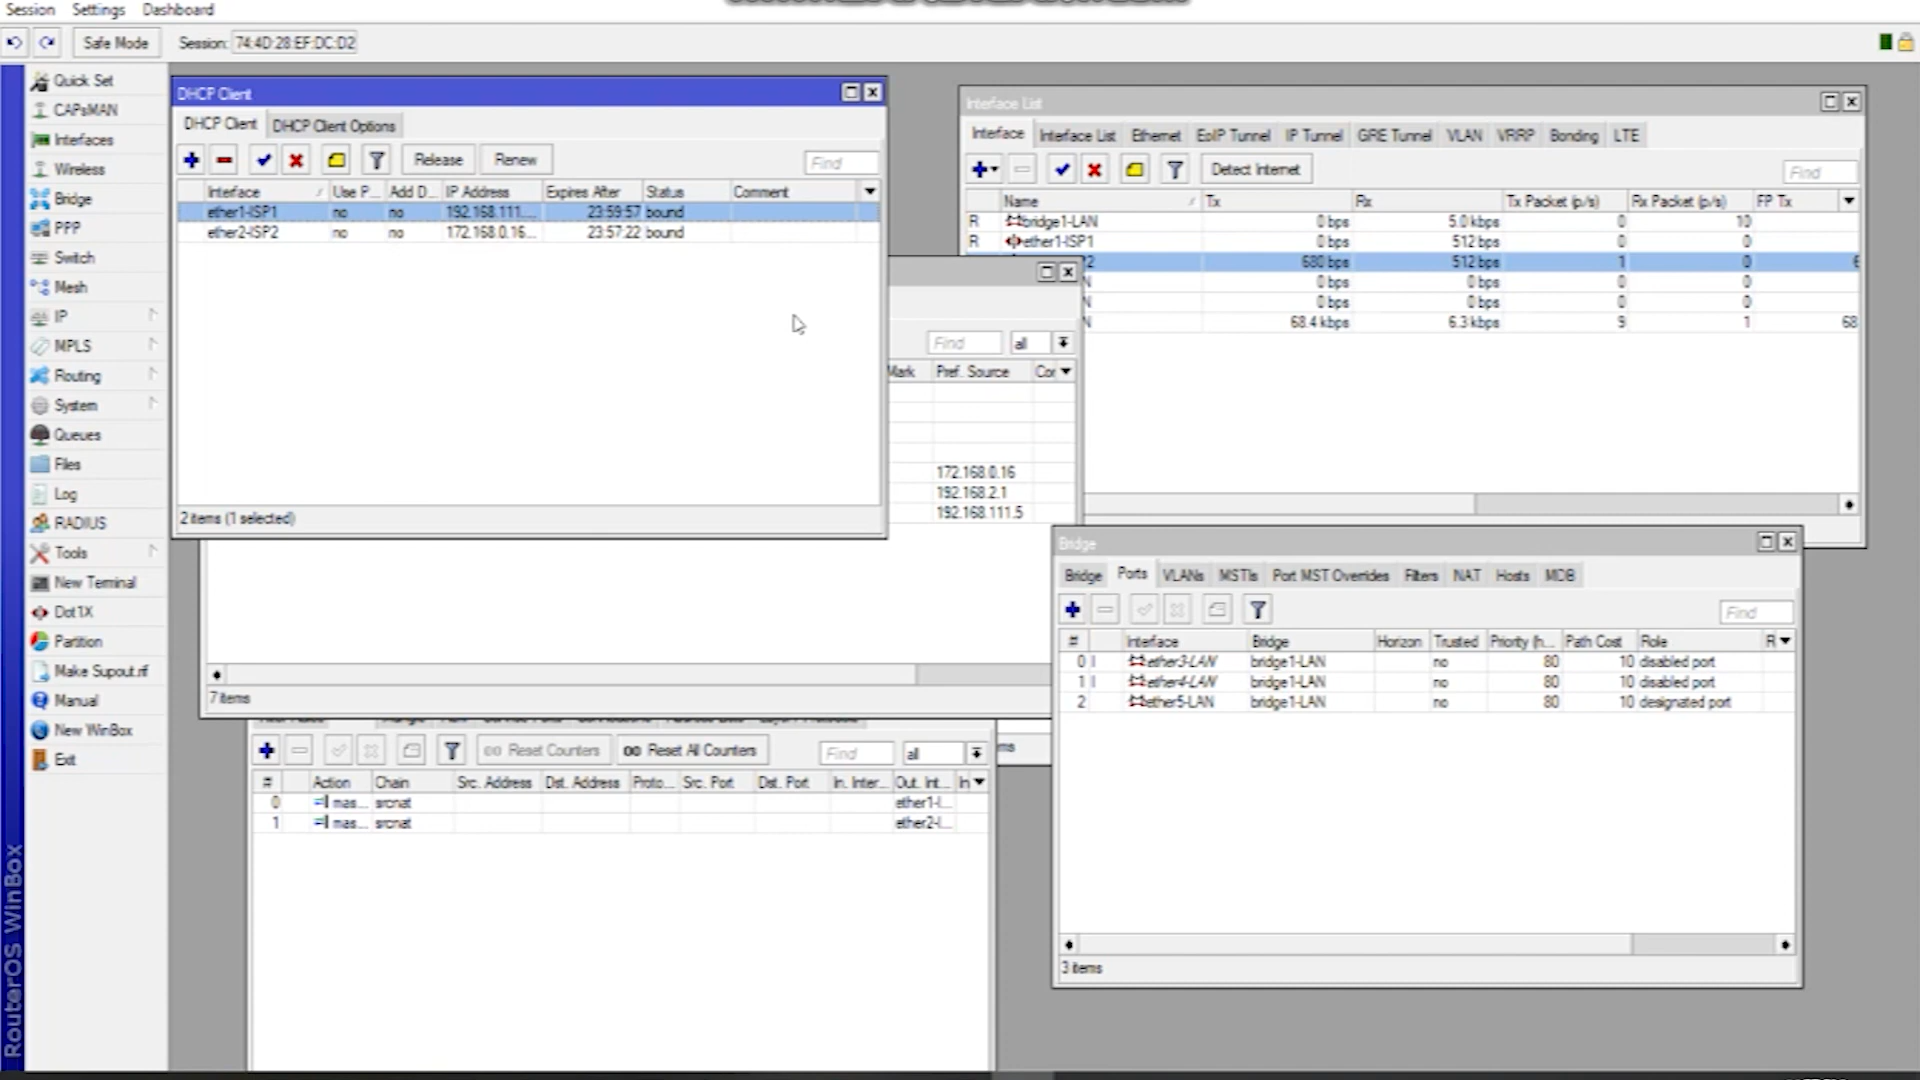 Session Settings Dashboard
Safe Mode Session: 74:4D:28:EF:DC:D2
Quick Set
CAPsMAN
Interfaces
Wireless
Bridge
PPP
Switch
Mesh
IP
MPLS
Routing
System
Queues
Files
Log
RADIUS
Tools
New Terminal
Dot1X
Partition
Make Supout.rif
Manual
New WinBox
Exit
RouterOS WinBox
DHCP Client
DHCP Client DHCP Client Options
Release Renew Find
Interface Use P... Add D... IP Address Expires After Status Comment
ether1-ISP1 no no 192.168.111.... 23:59:57 bound
ether2-ISP2 no no 172.168.0.16... 23:57:22 bound
2 items (1 selected)
Interface List
Interface Interface List Ethernet EoIP Tunnel IP Tunnel GRE Tunnel VLAN VRRP Bonding LTE
Detect Internet Find
Name Tx Rx Tx Packet (p/s) Rx Packet (p/s) FP Tx
R bridge1-LAN 0 bps 5.0 kbps 0 10
R ether1-ISP1 0 bps 512 bps 0 0
2 680 bps 512 bps 1 0 6
N 0 bps 0 bps 0 0
N 0 bps 0 bps 0 0
N 68.4 kbps 6.3 kbps 9 1 68
Find all
Mark Pref. Source Co
172.168.0.16
192.168.2.1
192.168.111.5
7 items
Bridge
Bridge Ports VLANs MSTIs Port MST Overrides Filters NAT Hosts MDB
Find
# Interface Bridge Horizon Trusted Priority (h... Path Cost Role R
0 I ether3-LAN bridge1-LAN no 80 10 disabled port
1 I ether4-LAN bridge1-LAN no 80 10 disabled port
2 ether5-LAN bridge1-LAN no 80 10 designated port
3 items
Reset Counters Reset All Counters Find all
# Action Chain Src. Address Dst. Address Proto... Src. Port Dst. Port In. Inter... Out. Int... In
0 mas... srcnat ether1-I...
1 mas... srcnat ether2-I...